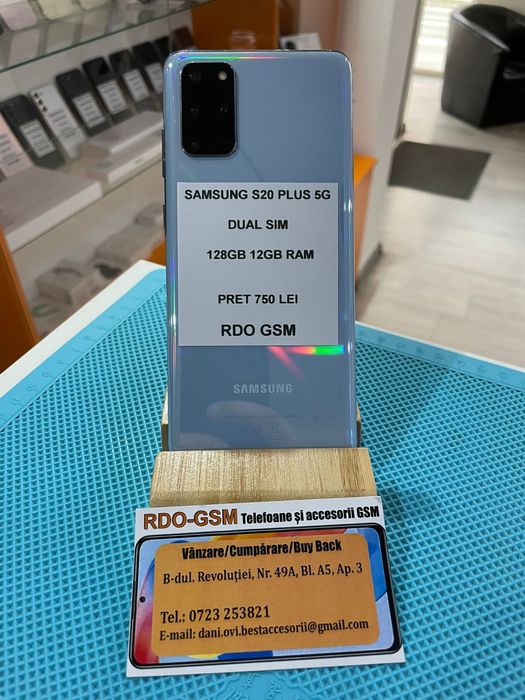 SAMSUNG S20 PLUS 5G
DUAL SIM
128GB 12GB RAM
PRET 750 LEI
RDO GSM
SAMSUNG
RDO-GSM Telefoane și accesorii GSM
Vânzare/Cumpărare/Buy Back
B-dul. Revoluției, Nr. 49A, Bl. A5, Ap. 3
Tel.: 0723 253821
E-mail: dani.ovi.bestaccesorii@gmail.com